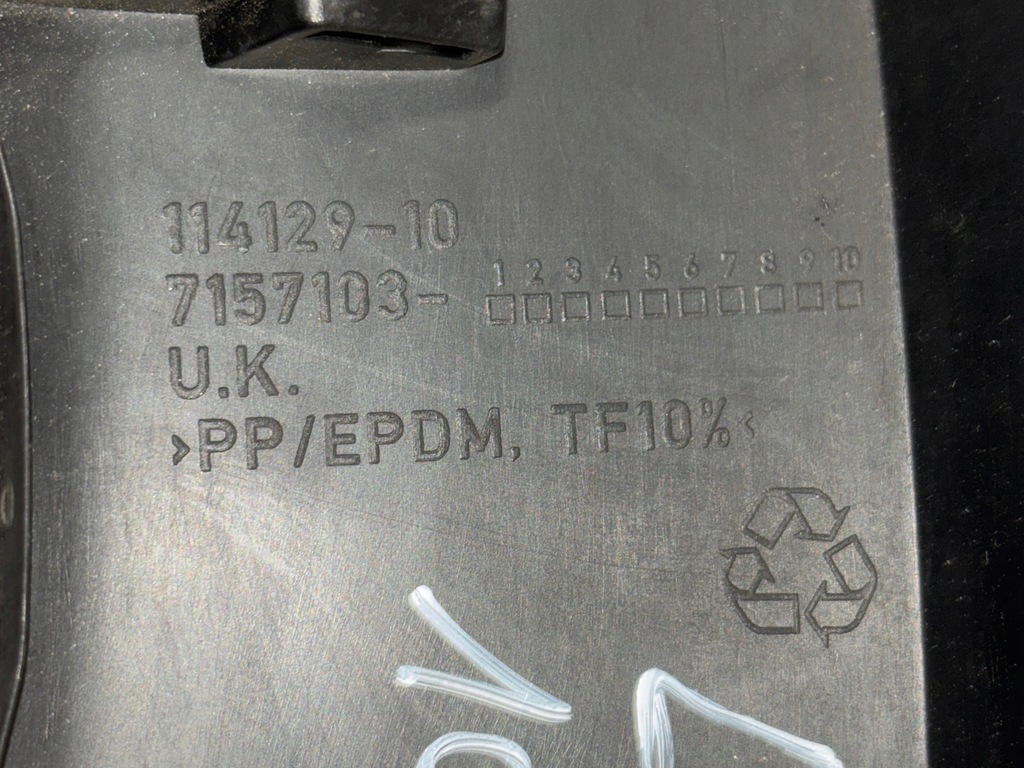 114129-10
7157103- 1 2 3 4 5 6 7 8 9 10
U.K.
>PP/EPDM, TF10%<